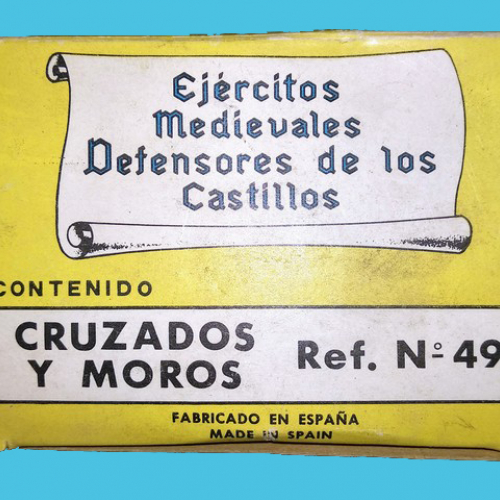 Ejércitos
Medievales
Defensores de los
Castillos
CONTENIDO
CRUZADOS
Y MOROS
Ref. Nº 49
FABRICADO EN ESPAÑA
MADE IN SPAIN